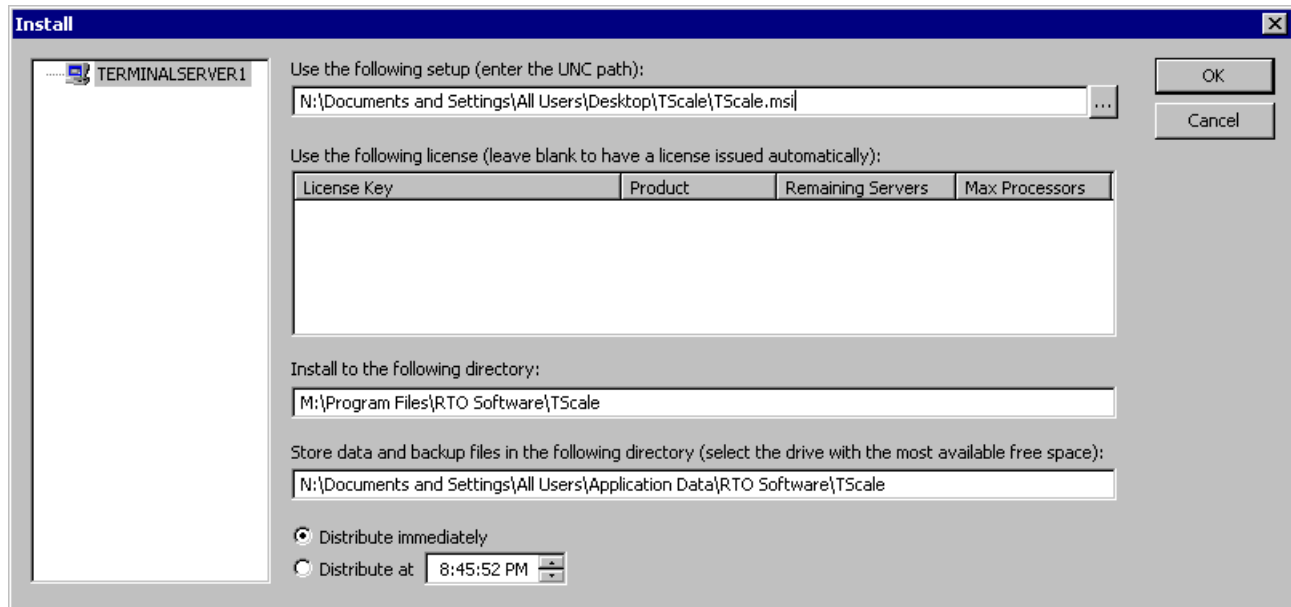 Install
TERMINALSERVER1
Use the following setup (enter the UNC path):
N:\Documents and Settings\All Users\Desktop\TScale\TScale.msi
...
OK
Cancel
Use the following license (leave blank to have a license issued automatically):
License Key Product Remaining Servers Max Processors
Install to the following directory:
M:\Program Files\RTO Software\TScale
Store data and backup files in the following directory (select the drive with the most available free space):
N:\Documents and Settings\All Users\Application Data\RTO Software\TScale
Distribute immediately
Distribute at 8:45:52 PM